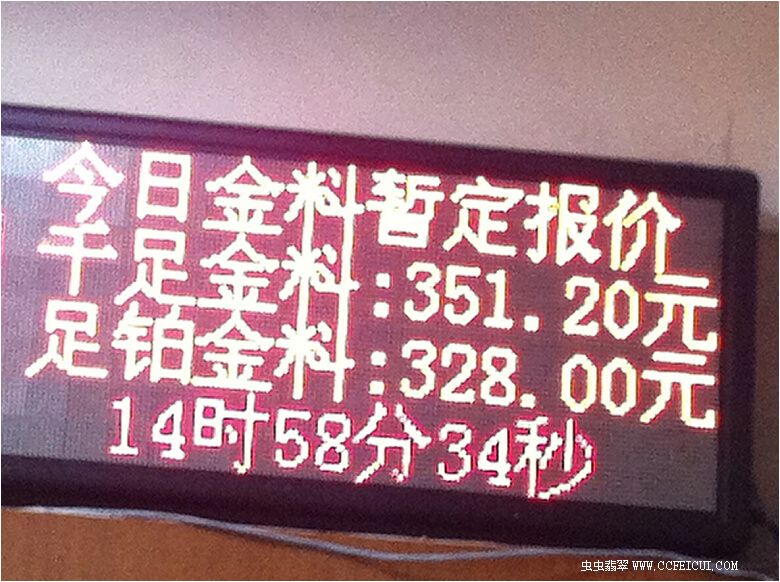 今日金料暂定报价
千足金料:351.20元
足铂金料:328.00元
14时58分34秒
虫虫翡翠 WWW.CCFEICUI.COM